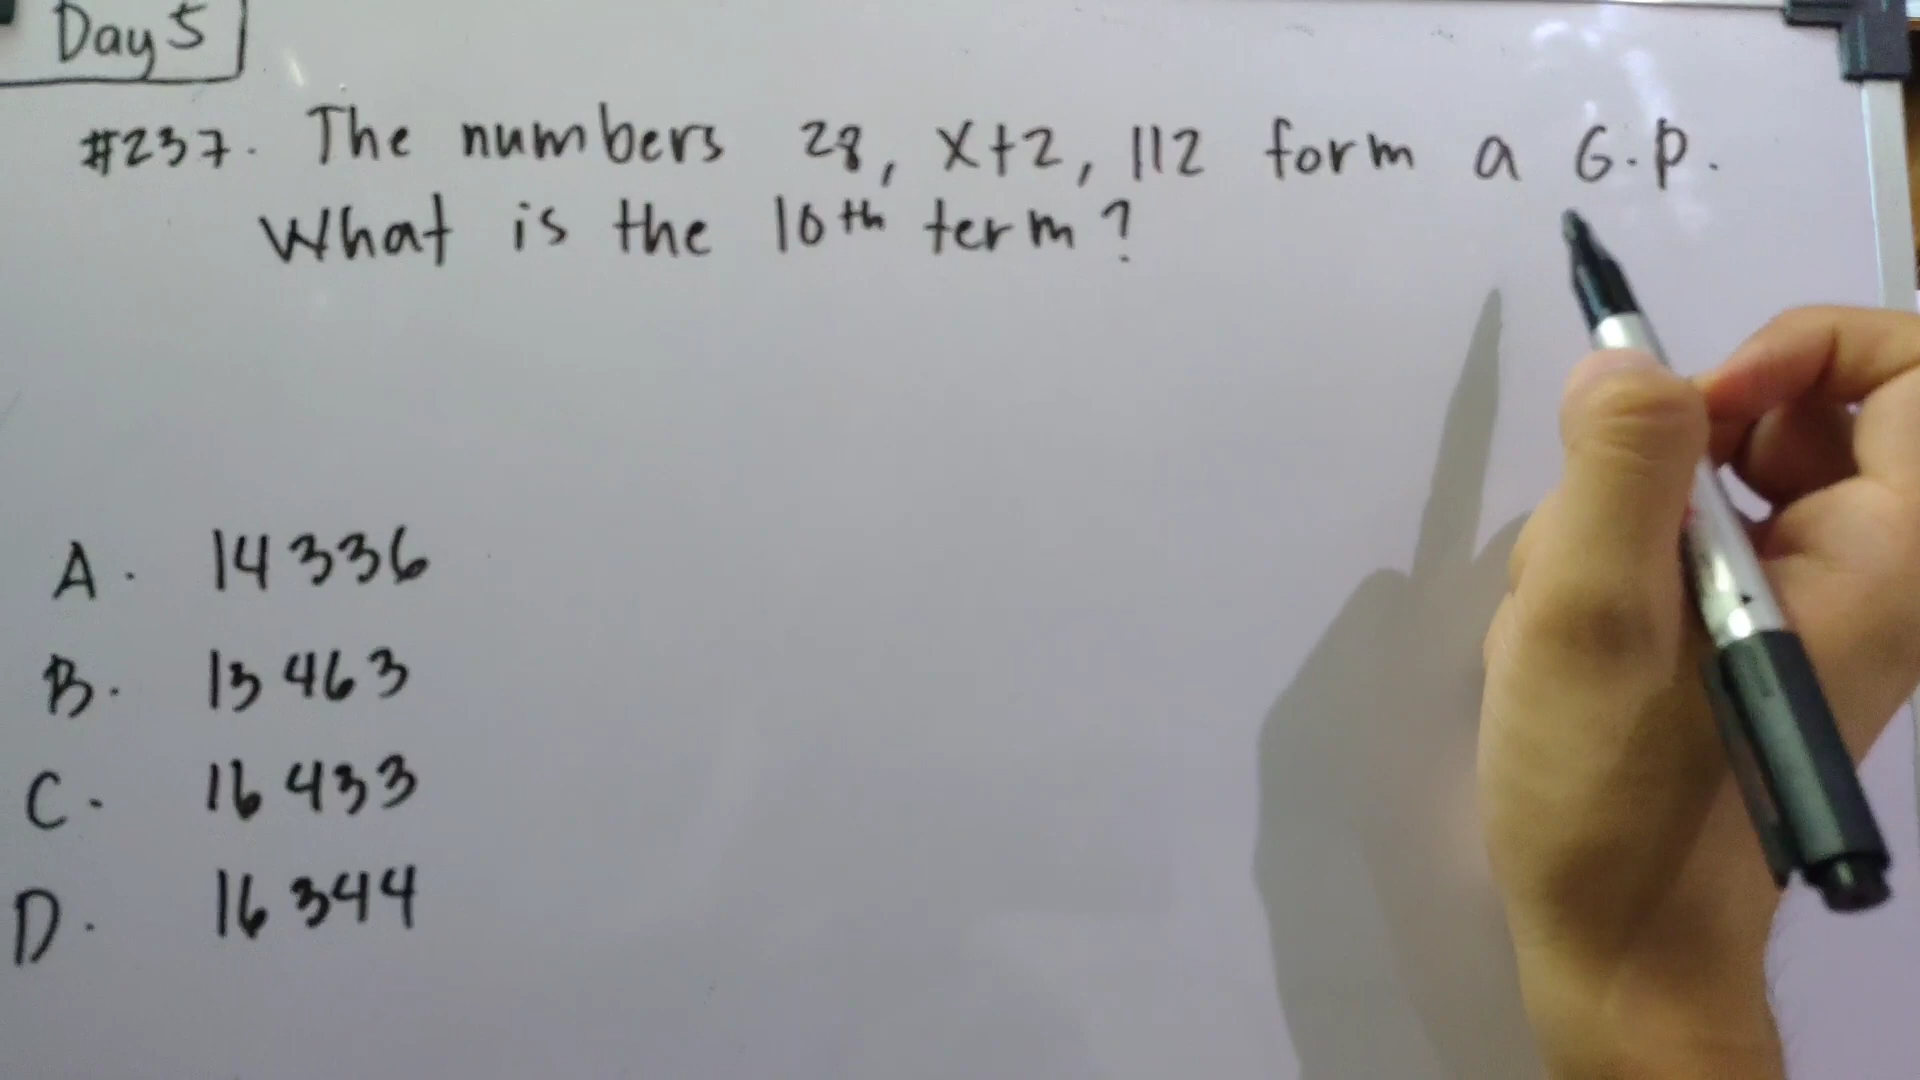 Day 5
#237. The numbers 28, x+2, 112 form a G.P.
What is the 10th term?
A. 14336
B. 13463
C. 16433
D. 16344